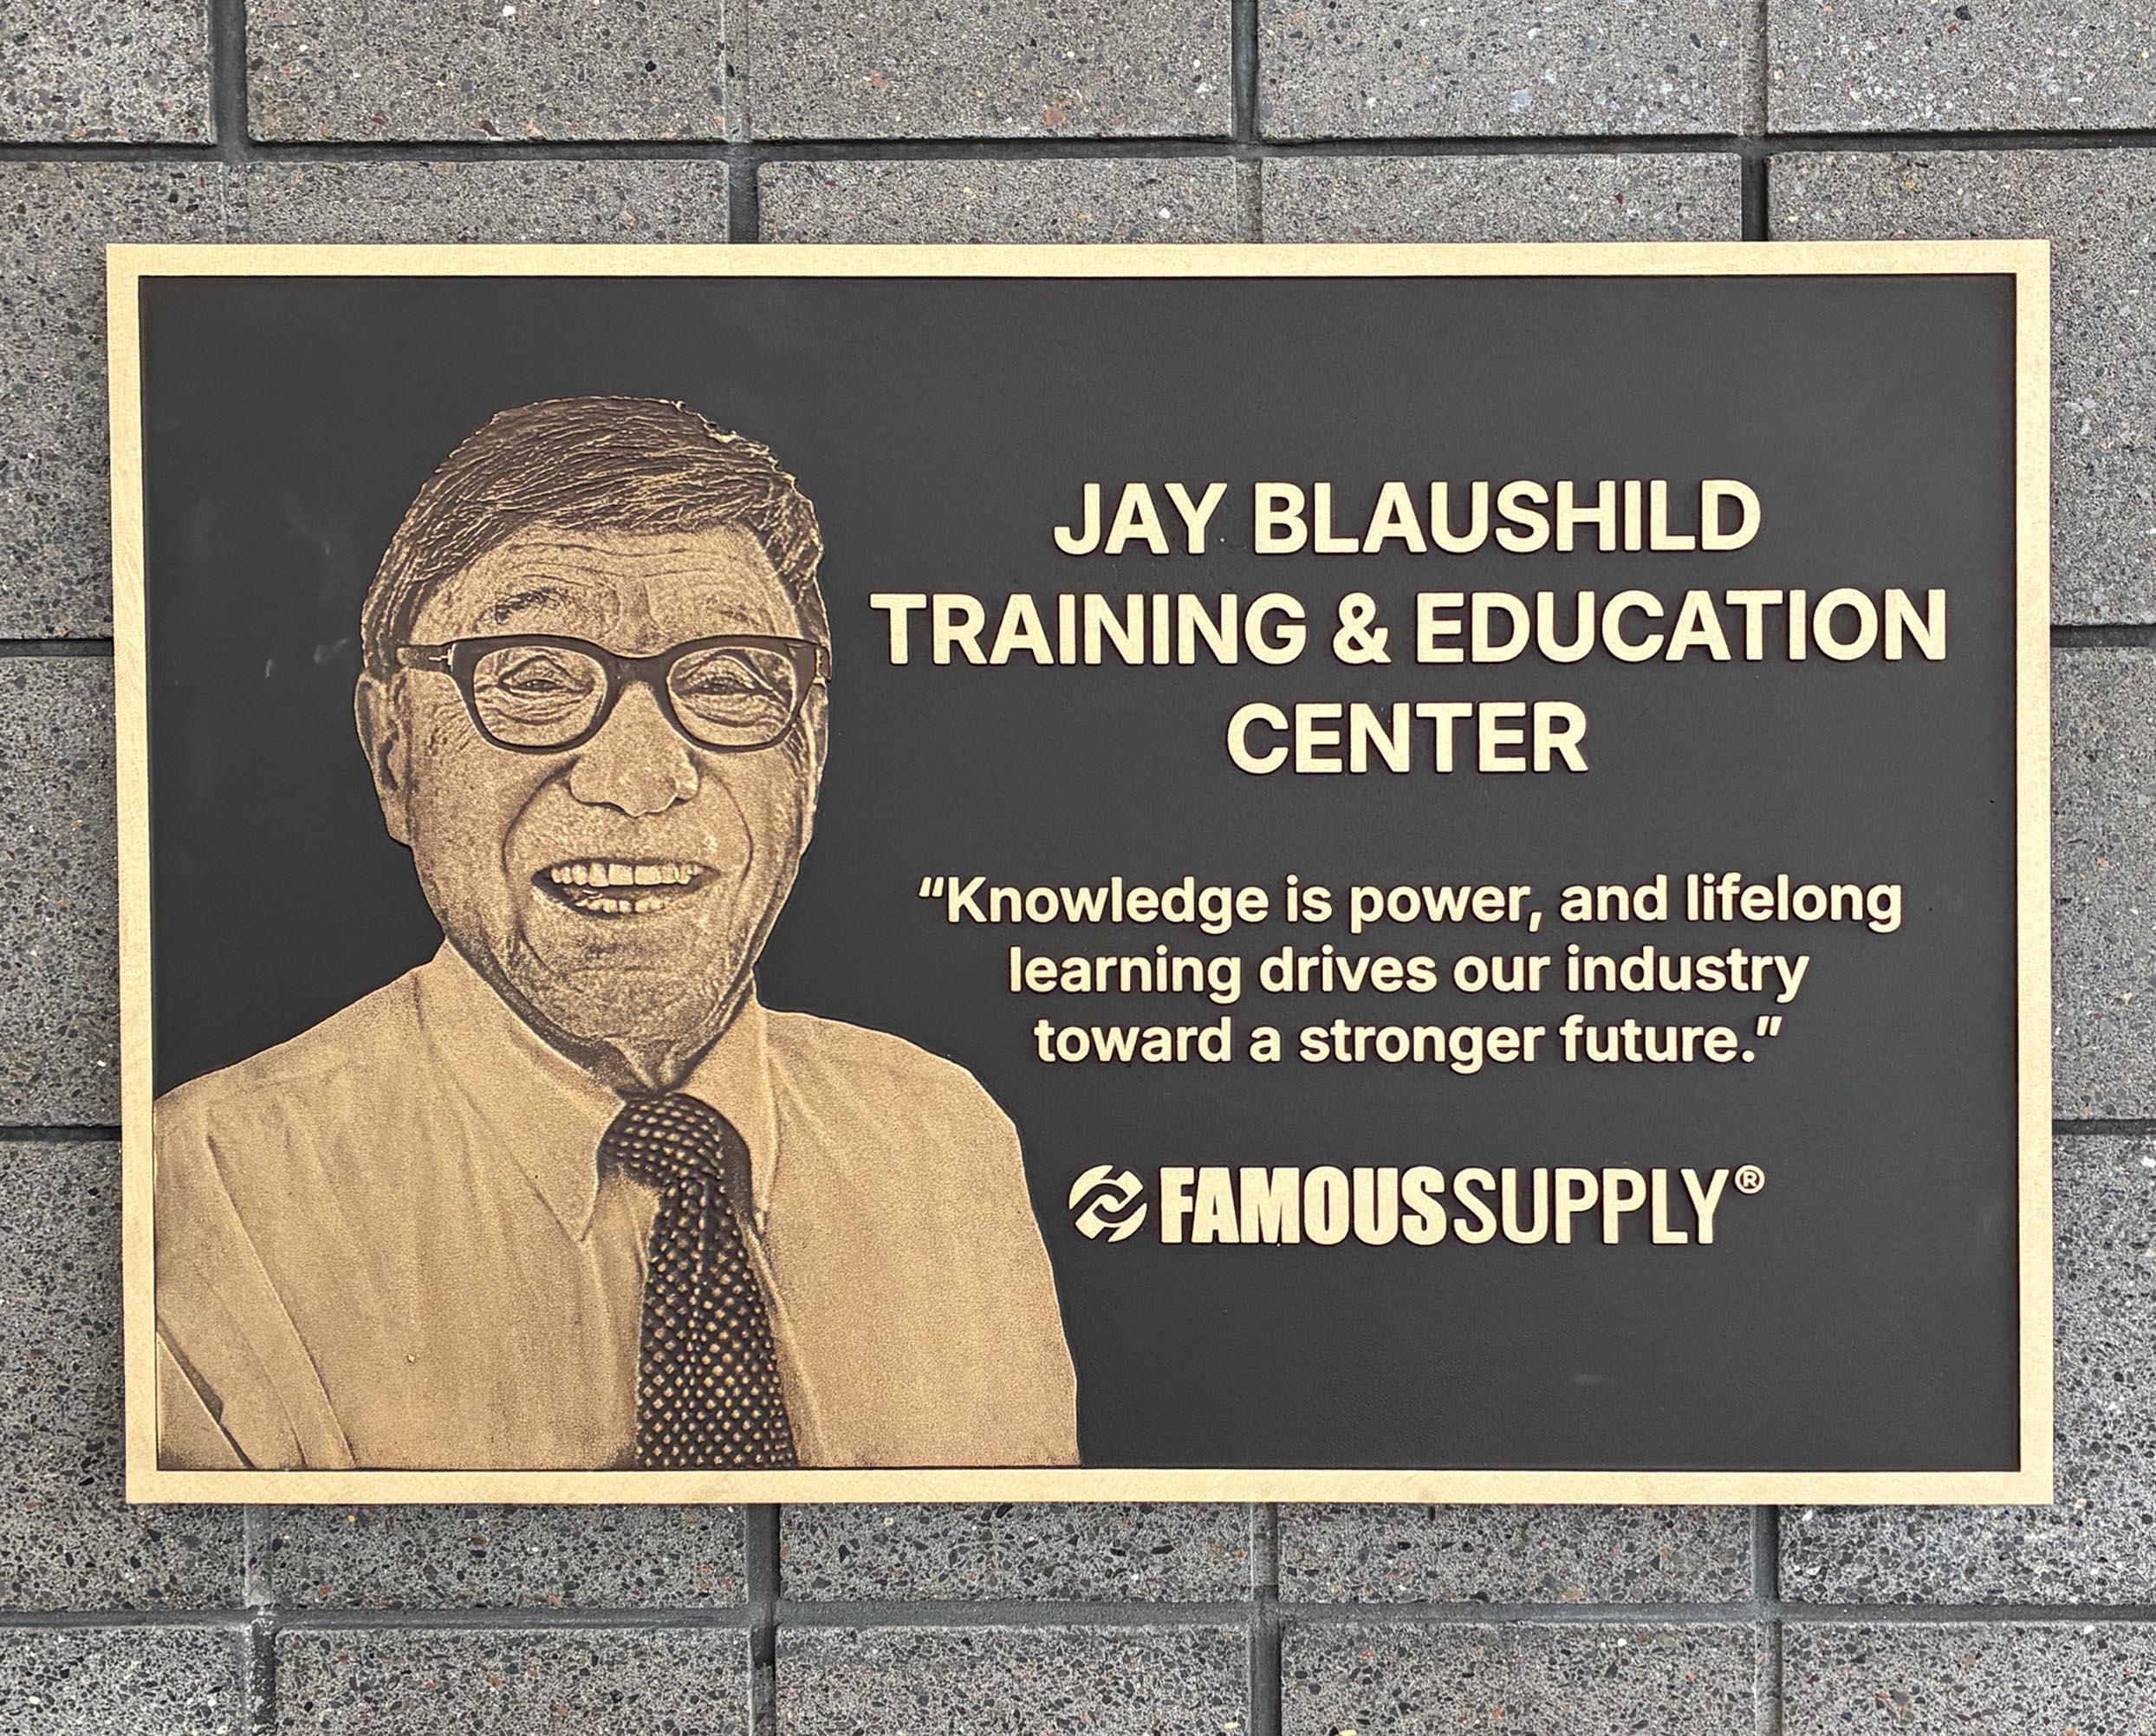 JAY BLAUSHILD
TRAINING & EDUCATION
CENTER
“Knowledge is power, and lifelong
learning drives our industry
toward a stronger future.”
FAMOUSSUPPLY®